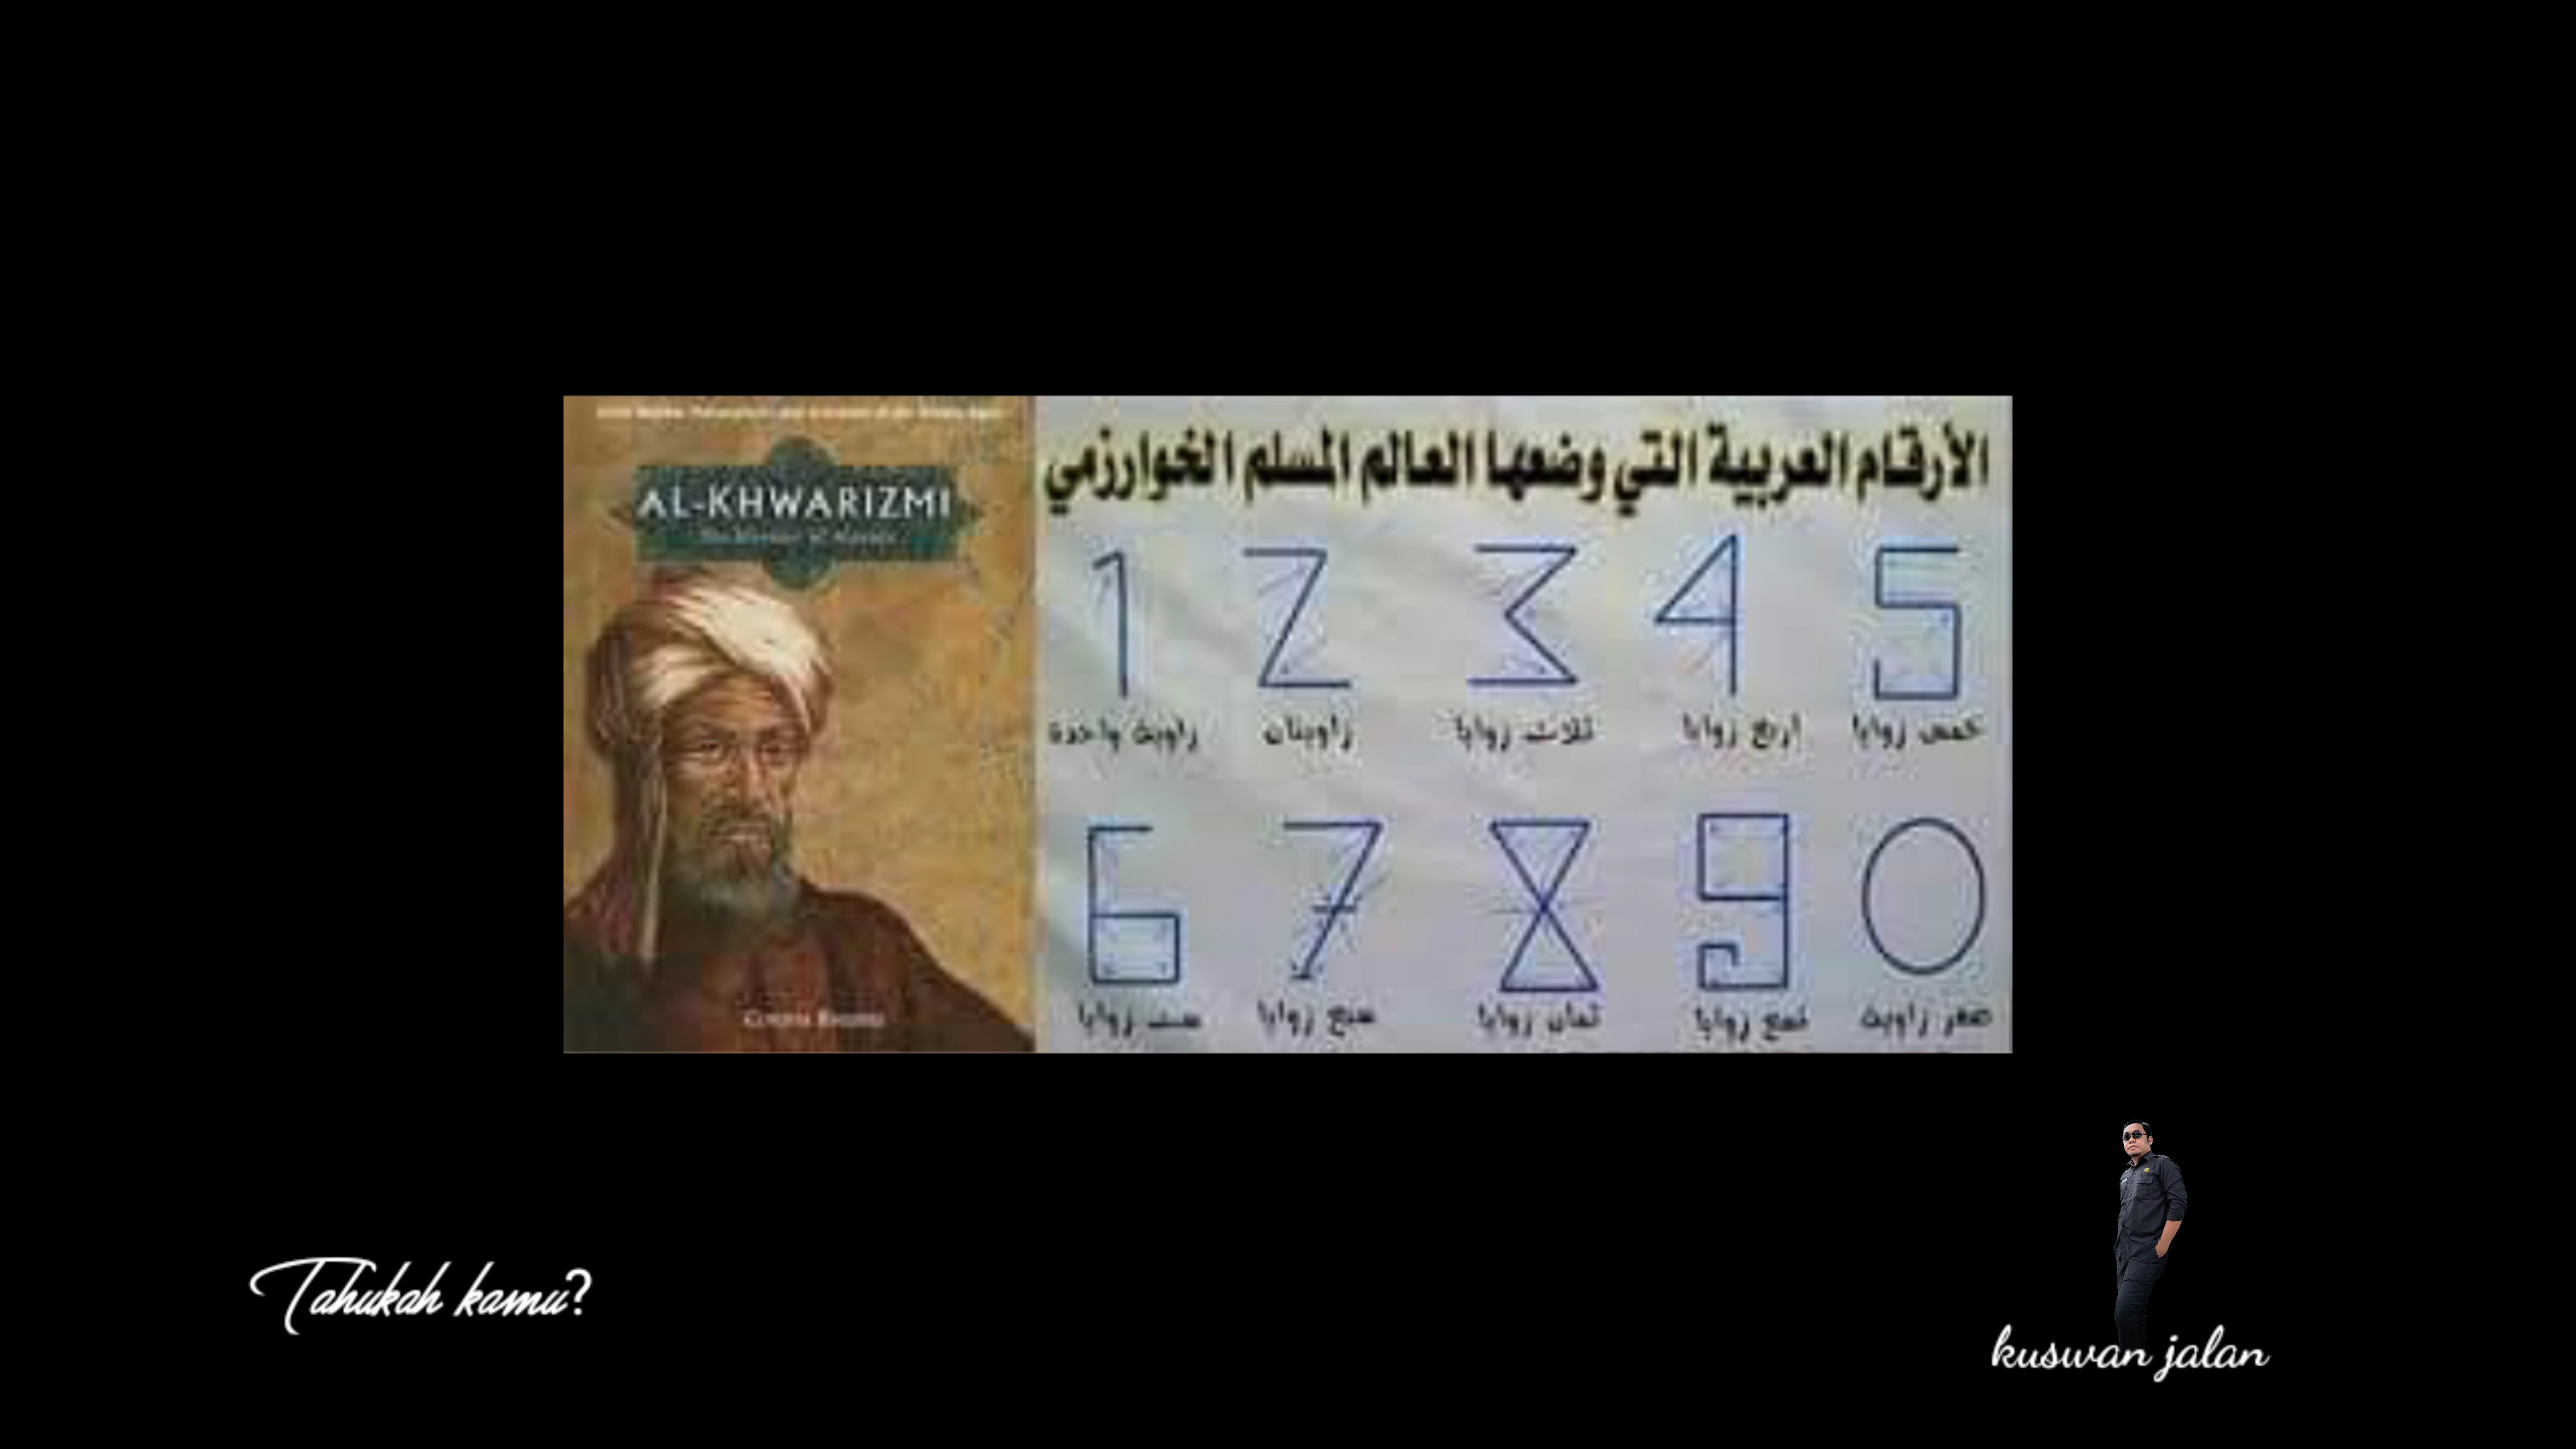 AL-KHWARIZMI
الأرقام العربية التي وضعها العالم المسلم الخوارزمي
1 2 3 4 5
زاوية واحدة زاويتان ثلاث زوايا اربع زوايا خمس زوايا
6 7 8 9 0
ست زوايا سبع زوايا ثمان زوايا تسع زوايا صفر زاوية
Tahukah kamu?
kuswan jalan